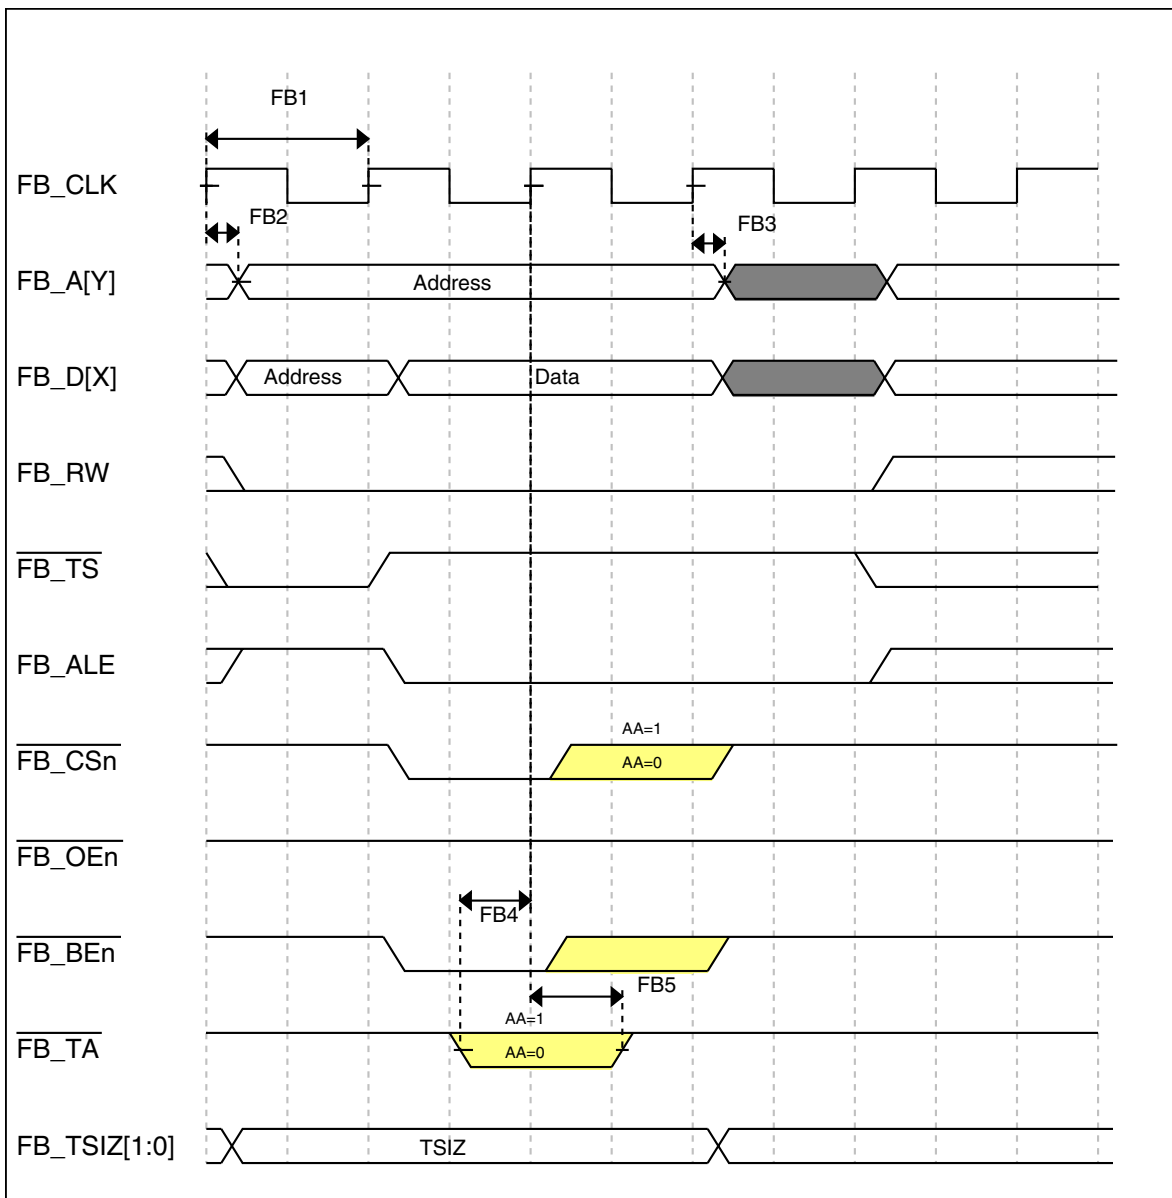 FB1
FB_CLK
FB2
FB3
FB_A[Y]
Address
FB_D[X]
Address
Data
FB_RW
FB_TS
FB_ALE
AA=1
FB_CSn
AA=0
FB_OEn
FB4
FB_BEn
FB5
AA=1
FB_TA
AA=0
FB_TSIZ[1:0]
TSIZ